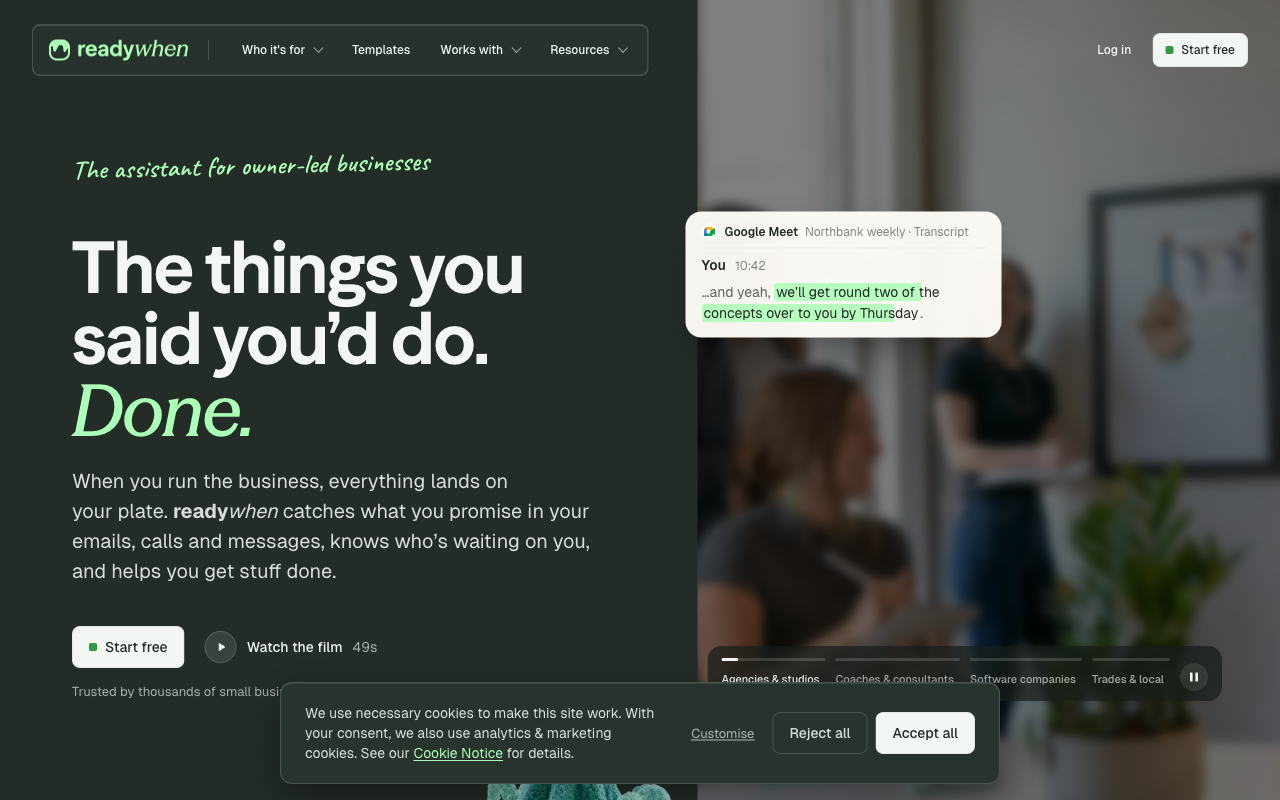 readywhen
Who it's for
Templates
Works with
Resources
Log in
Start free
The assistant for owner-led businesses
The things you
said you’d do.
Done.
When you run the business, everything lands on
your plate. readywhen catches what you promise in your
emails, calls and messages, knows who’s waiting on you,
and helps you get stuff done.
Start free
Watch the film 49s
Trusted by thousands of small
Google Meet Northbank weekly · Transcript
You 10:42
…and yeah, we’ll get round two of the
concepts over to you by Thursday.
Agencies & studios
Coaches & consultants
Software companies
Trades & local
We use necessary cookies to make this site work. With
your consent, we also use analytics & marketing
cookies. See our Cookie Notice for details.
Customise
Reject all
Accept all